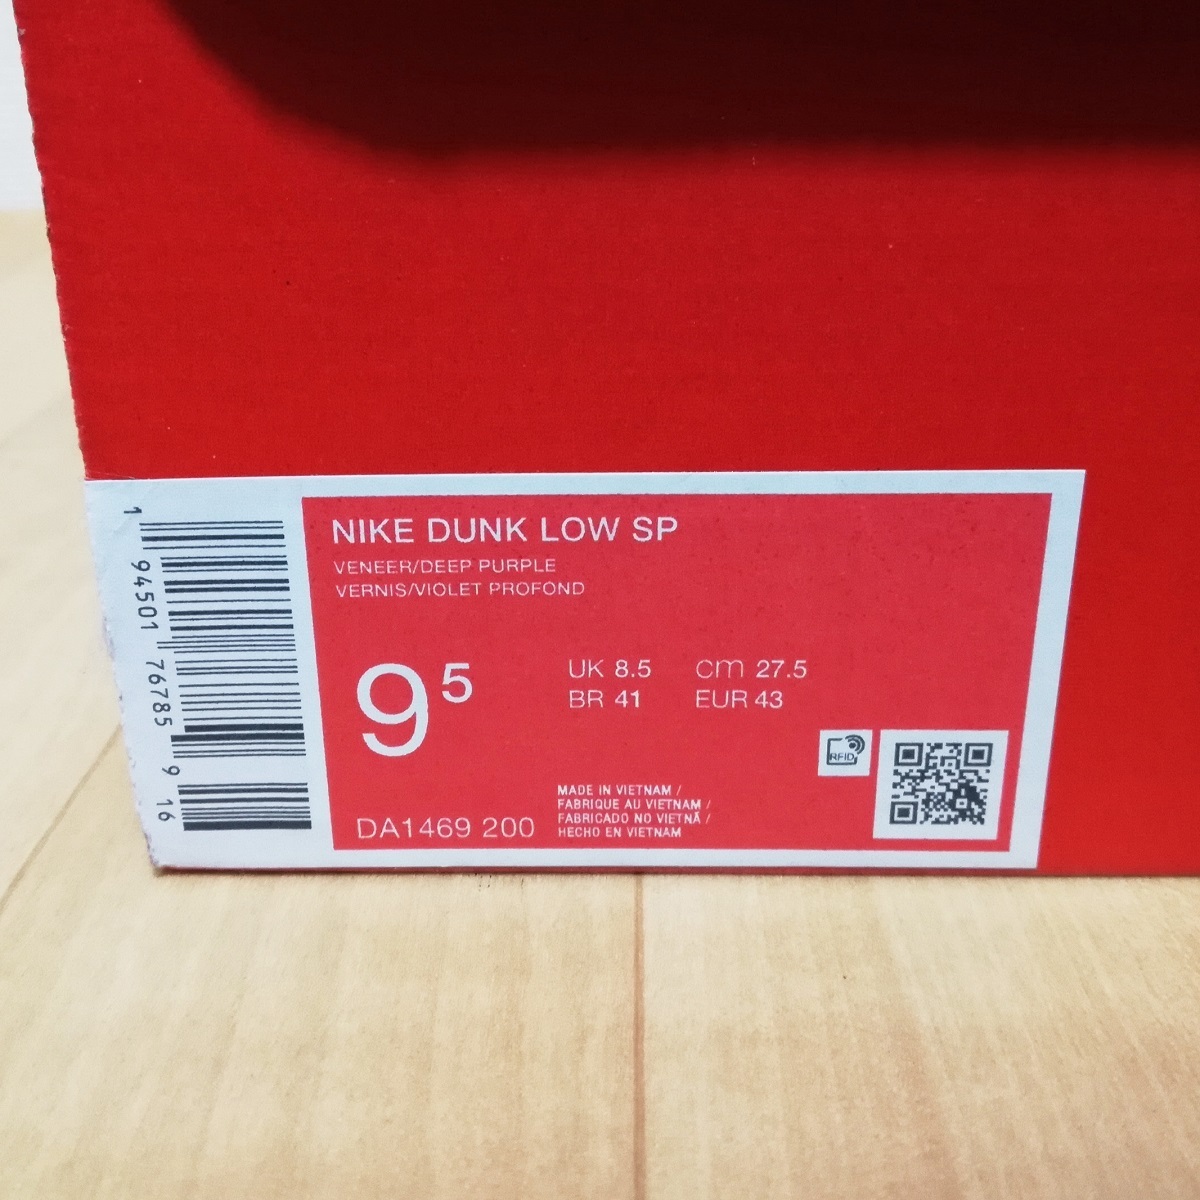 NIKE DUNK LOW SP
VENEER/DEEP PURPLE
VERNIS/VIOLET PROFOND
9 5
UK 8.5 cm 27.5
BR 41 EUR 43
RFID
MADE IN VIETNAM /
FABRIQUE AU VIETNAM /
FABRICADO NO VIETNÃ /
HECHO EN VIETNAM
DA1469 200
1 94501 76785 9 16